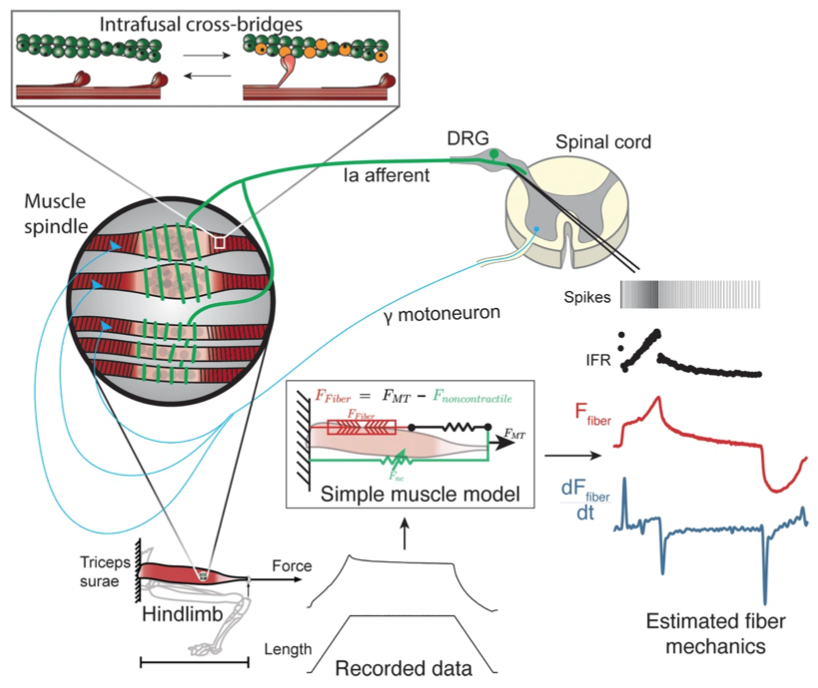 Intrafusal cross-bridges
DRG
Spinal cord
Ia afferent
Muscle
spindle
Spikes
γ motoneuron
IFR
F_Fiber = F_MT − F_noncontractile
F_Fiber
F_MT
F_nc
Simple muscle model
F_fiber
dF_fiber
dt
Triceps
surae
Force
Hindlimb
Length
Recorded data
Estimated fiber
mechanics